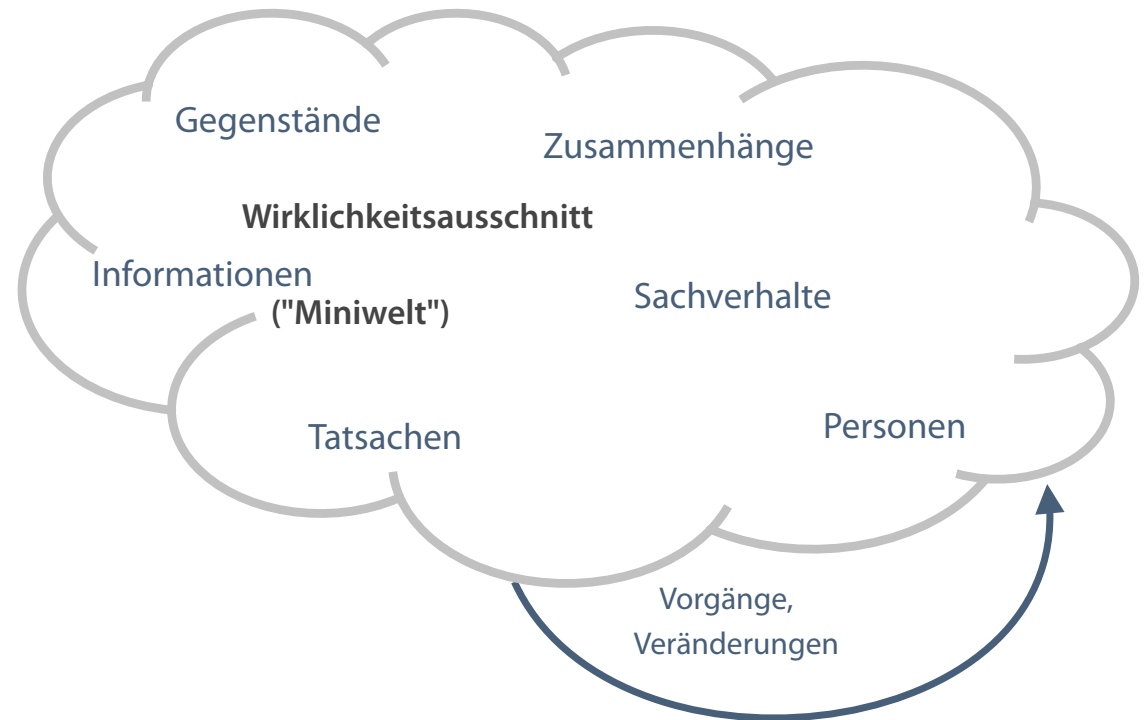 Gegenstände
Zusammenhänge
Wirklichkeitsausschnitt
Informationen
("Miniwelt")
Sachverhalte
Tatsachen
Personen
Vorgänge,
Veränderungen